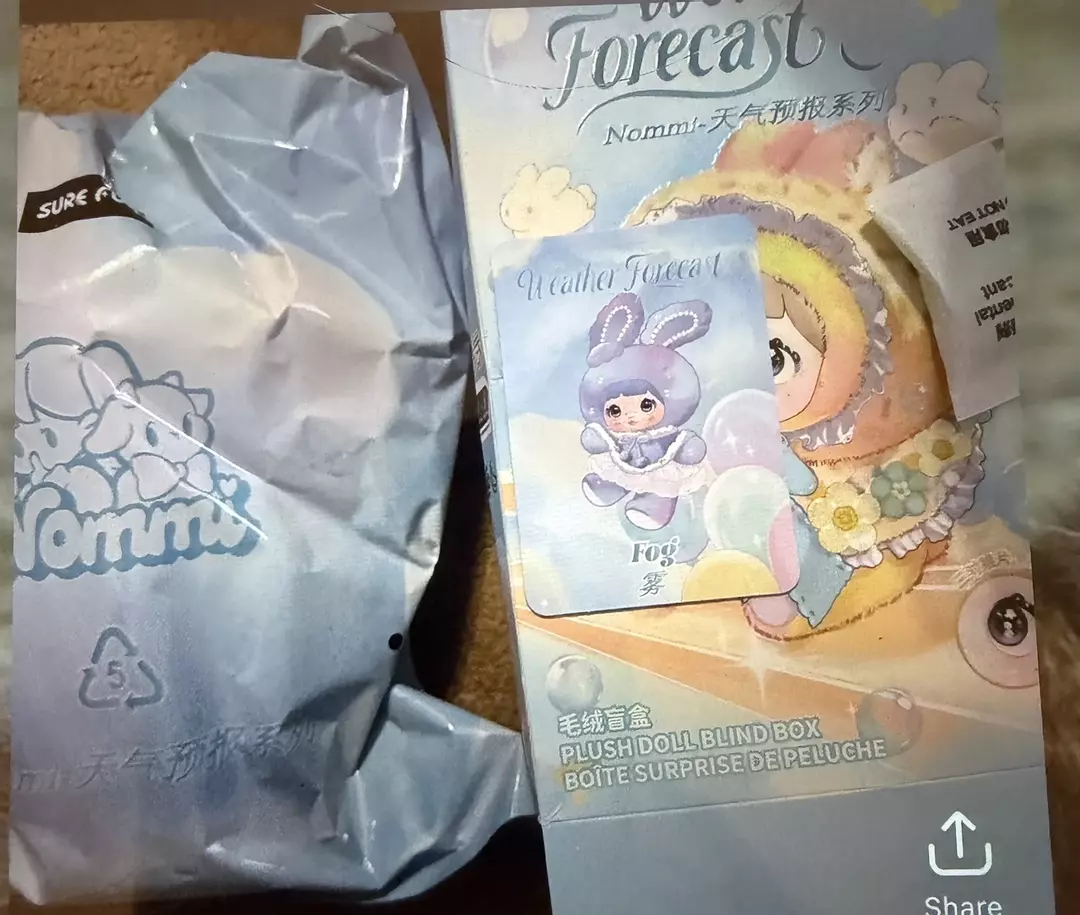 SURE
Nommi
5
天气预报系列
Forecast
Nommi-天气预报系列
NOT EAT
Weather Forecast
Fog
雾
毛绒盲盒
PLUSH DOLL BLIND BOX
BOÎTE SURPRISE DE PELUCHE
Share